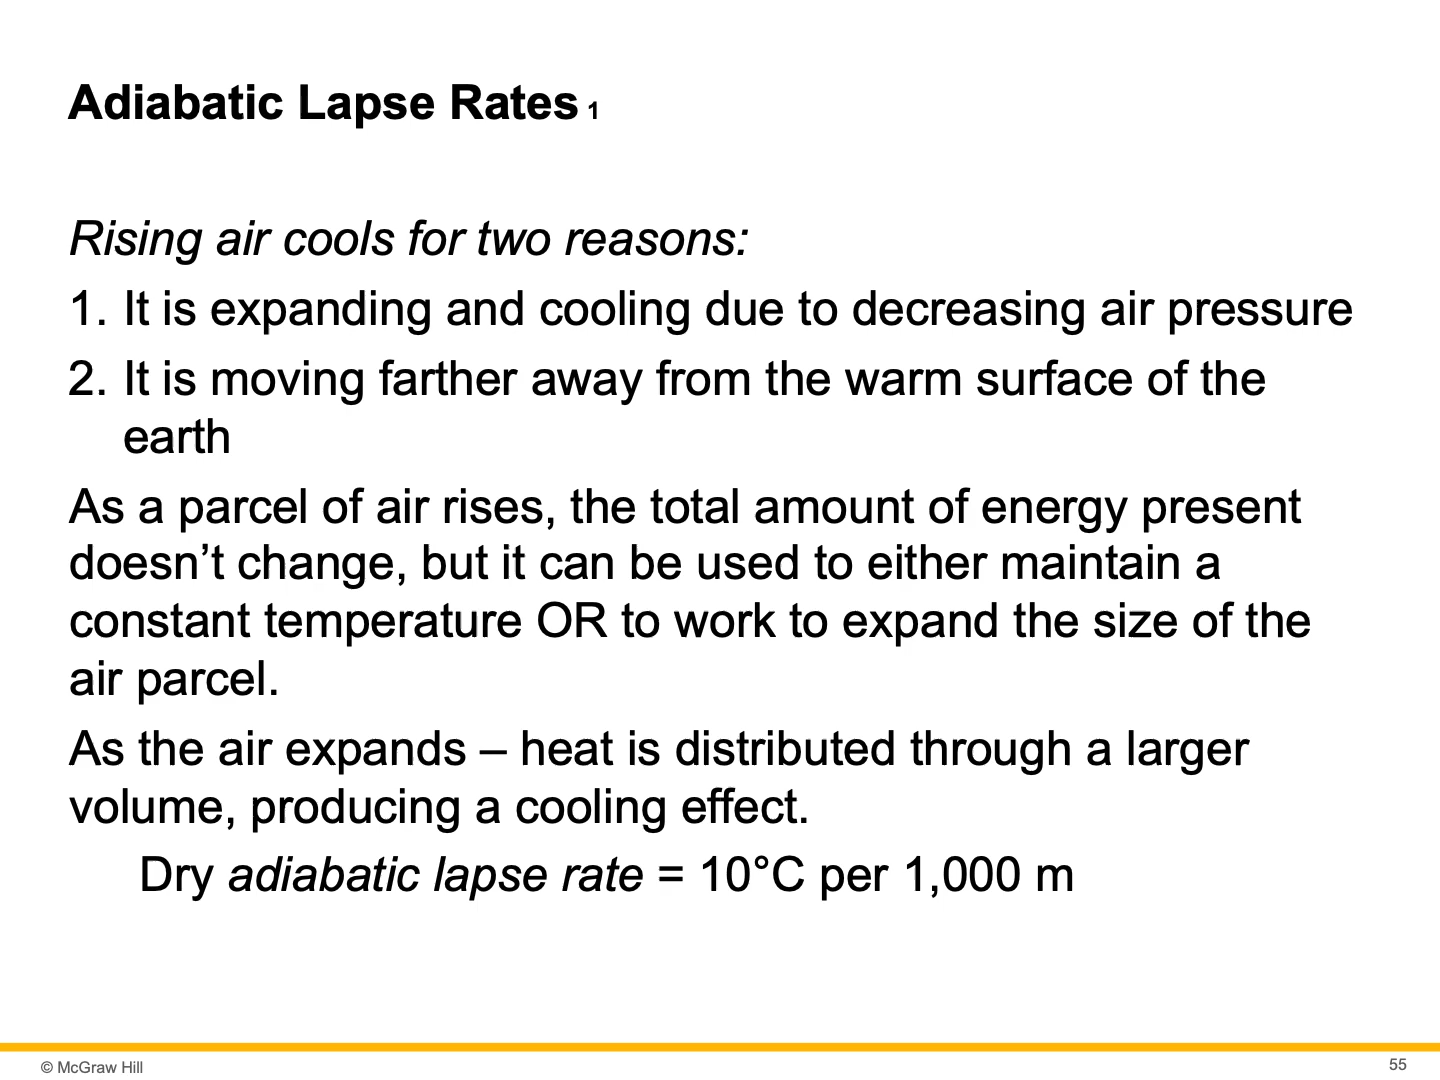 Adiabatic Lapse Rates 1
Rising air cools for two reasons:
1. It is expanding and cooling due to decreasing air pressure
2. It is moving farther away from the warm surface of the
earth
As a parcel of air rises, the total amount of energy present
doesn’t change, but it can be used to either maintain a
constant temperature OR to work to expand the size of the
air parcel.
As the air expands – heat is distributed through a larger
volume, producing a cooling effect.
Dry adiabatic lapse rate = 10°C per 1,000 m
© McGraw Hill
55